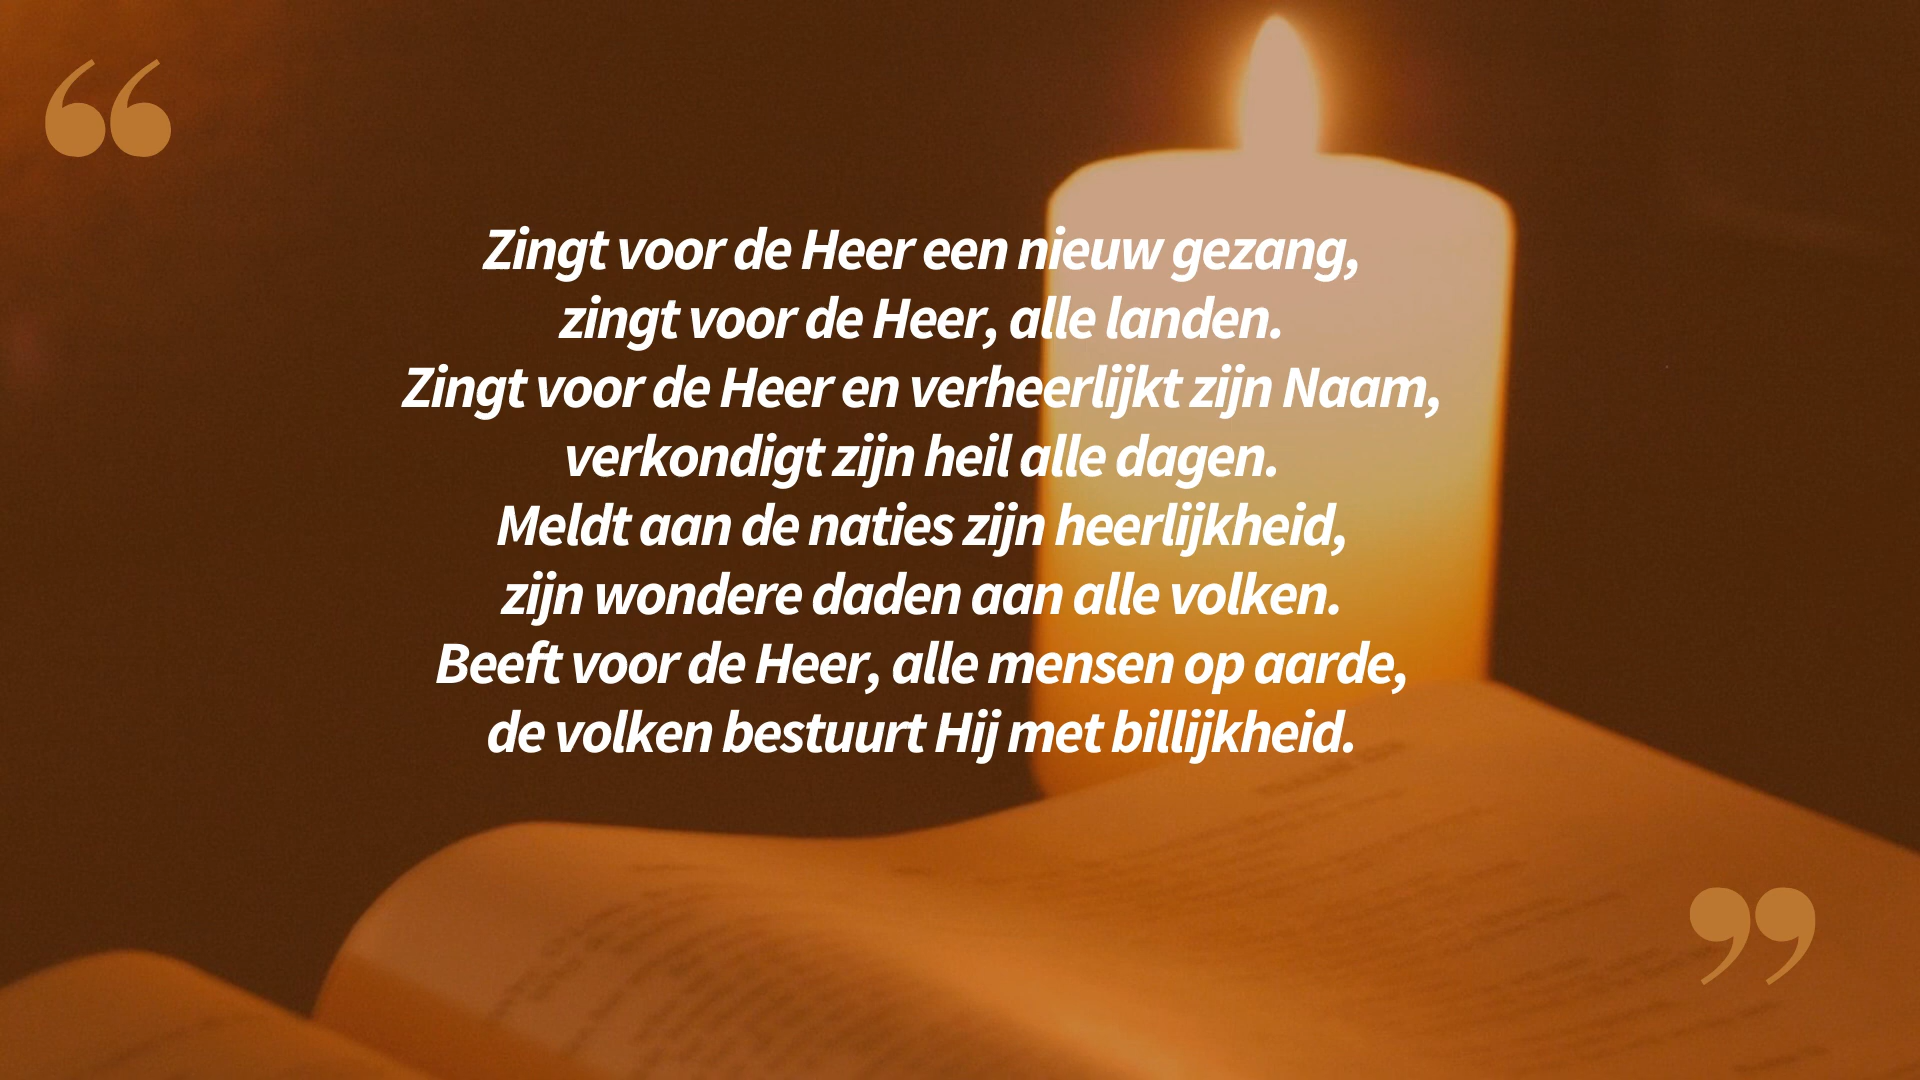 “
Zingt voor de Heer een nieuw gezang,
zingt voor de Heer, alle landen.
Zingt voor de Heer en verheerlijkt zijn Naam,
verkondigt zijn heil alle dagen.
Meldt aan de naties zijn heerlijkheid,
zijn wondere daden aan alle volken.
Beeft voor de Heer, alle mensen op aarde,
de volken bestuurt Hij met billijkheid.
”